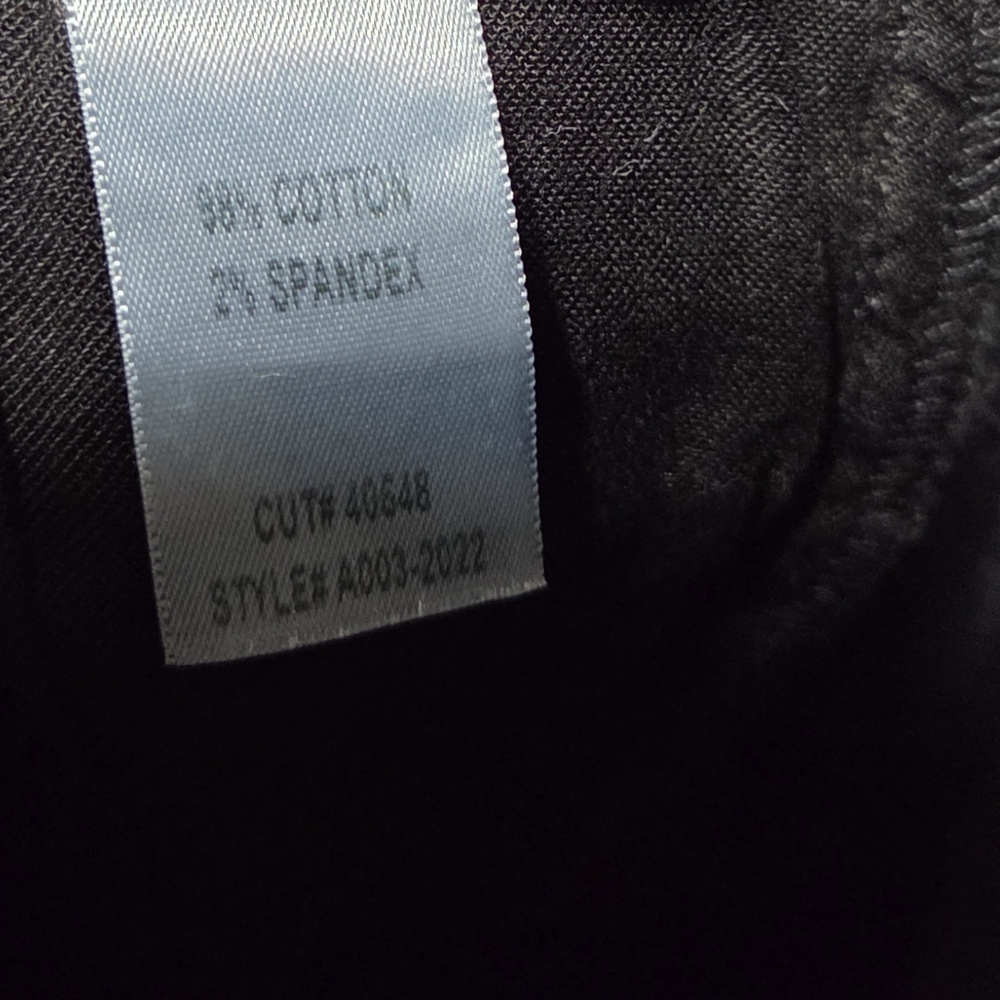 98% COTTON
2% SPANDEX
CUT# 40548
STYLE# A003-2022